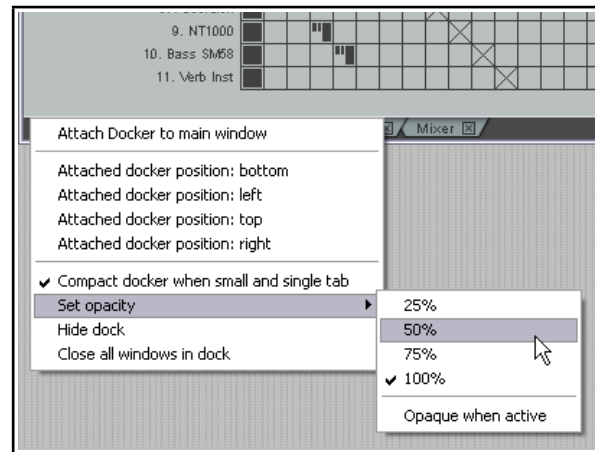 9. NT1000
10. Bass SM58
11. Verb Inst
Mixer
Attach Docker to main window
Attached docker position: bottom
Attached docker position: left
Attached docker position: top
Attached docker position: right
Compact docker when small and single tab
Set opacity
Hide dock
Close all windows in dock
25%
50%
75%
100%
Opaque when active